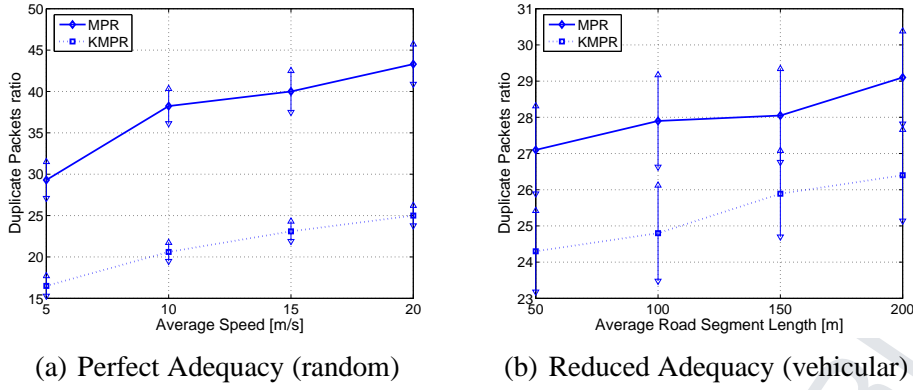 MPR
KMPR
Duplicate Packets ratio
50
45
40
35
30
25
20
15
5
10
15
20
Average Speed [m/s]
(a) Perfect Adequacy (random)
MPR
KMPR
Duplicate Packets ratio
31
30
29
28
27
26
25
24
23
50
100
150
200
Average Road Segment Length [m]
(b) Reduced Adequacy (vehicular)